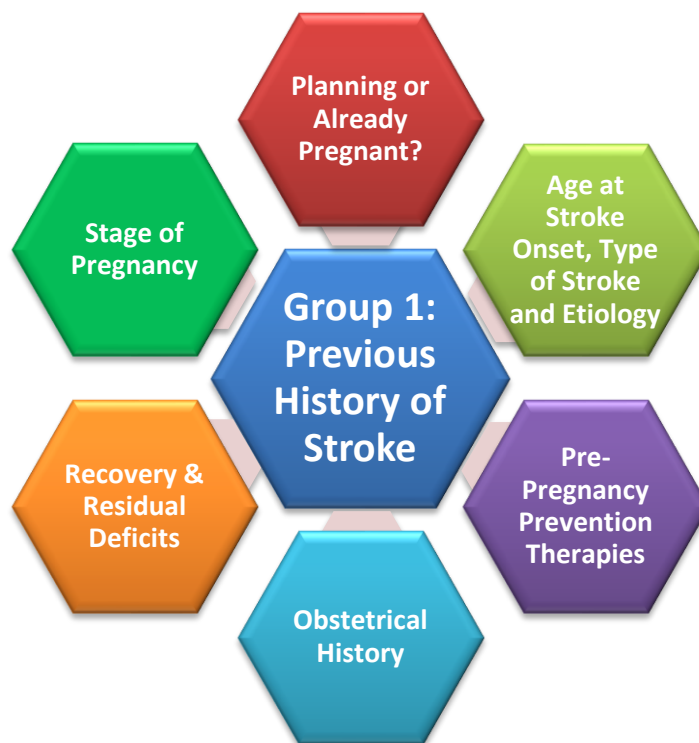 Planning or
Already
Pregnant?
Age at
Stroke
Onset, Type
of Stroke
and Etiology
Pre-
Pregnancy
Prevention
Therapies
Obstetrical
History
Recovery &
Residual
Deficits
Stage of
Pregnancy
Group 1:
Previous
History of
Stroke